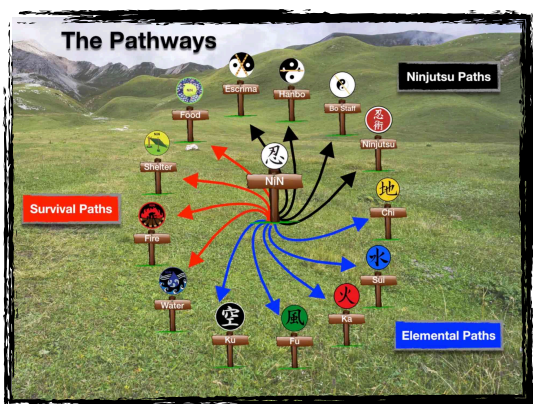 The Pathways
Ninjutsu Paths
Escrima
Hanbo
Bo Staff
忍術
Ninjutsu
Food
Shelter
忍
NiN
地
Chi
Survival Paths
Fire
水
Sui
Water
空
Ku
風
Fu
火
Ka
Elemental Paths